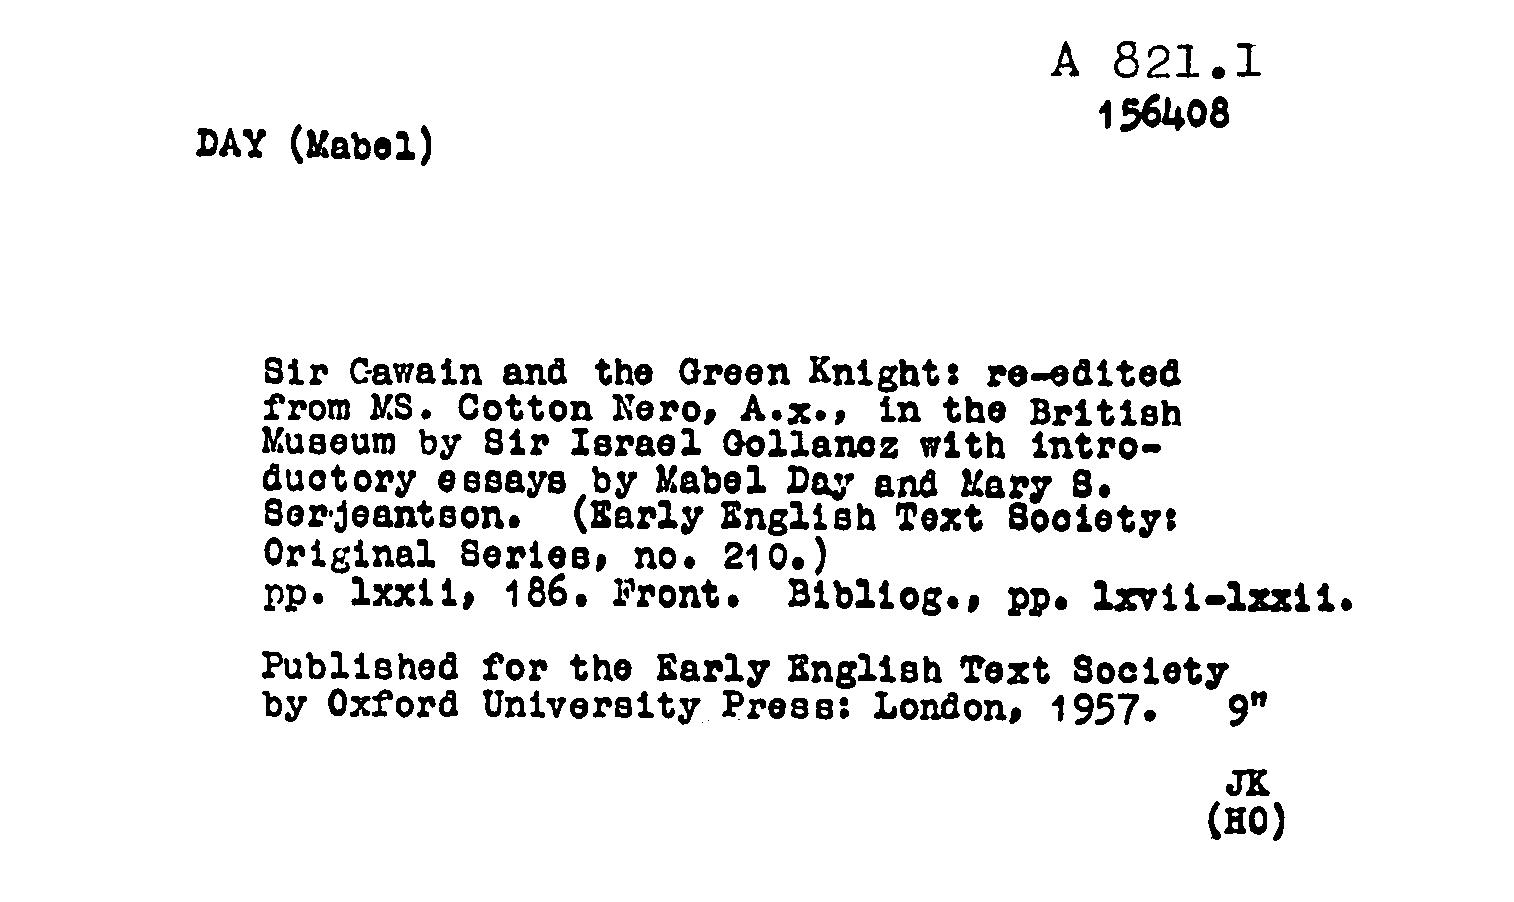 A 821.1
156408
DAY (Mabel)
Sir Gawain and the Green Knight: re-edited
from MS. Cotton Nero, A.x., in the British
Museum by Sir Israel Gollancz with intro-
ductory essays by Mabel Day and Mary S.
Serjeantson. (Early English Text Society:
Original Series, no. 210.)
pp. lxxii, 186. Front. Bibliog., pp. lxvii-lxxii.
Published for the Early English Text Society
by Oxford University Press: London, 1957. 9"
JK
(HO)